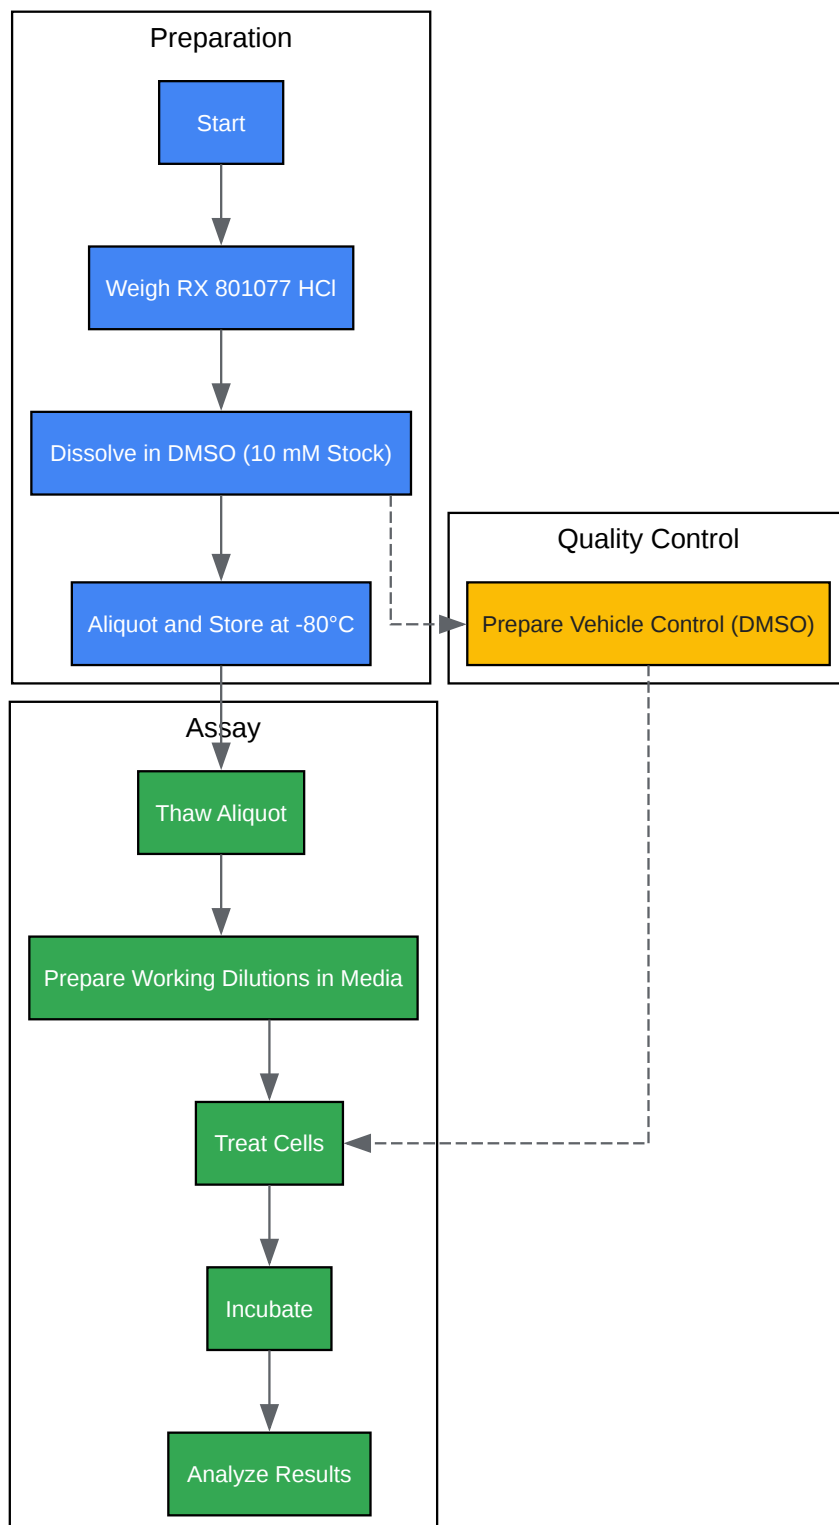 Preparation
Start
Weigh RX 801077 HCl
Dissolve in DMSO (10 mM Stock)
Aliquot and Store at -80°C
Quality Control
Prepare Vehicle Control (DMSO)
Assay
Thaw Aliquot
Prepare Working Dilutions in Media
Treat Cells
Incubate
Analyze Results